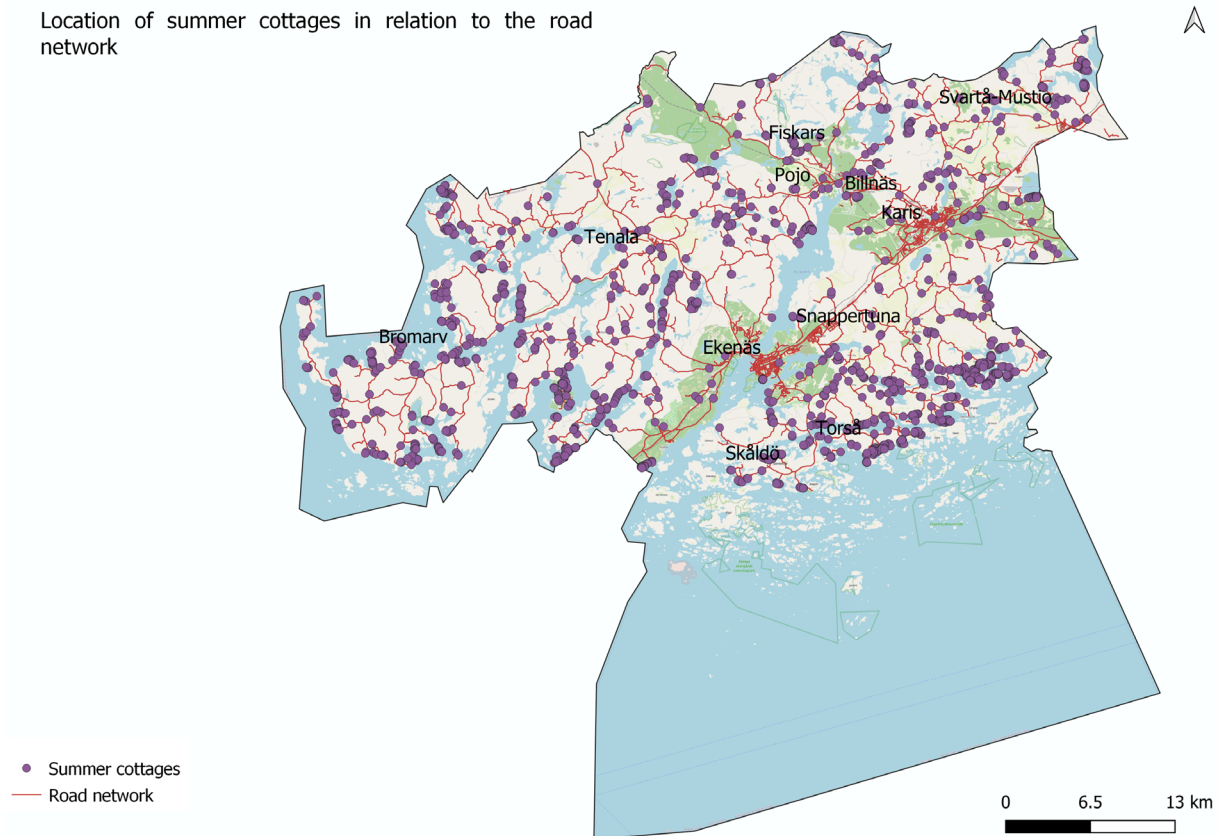 Location of summer cottages in relation to the road
network
Svartå-Mustio
Fiskars
Pojo
Billnäs
Karis
Tenala
Snappertuna
Bromarv
Ekenäs
Torså
Skåldö
Summer cottages
Road network
0 6.5 13 km